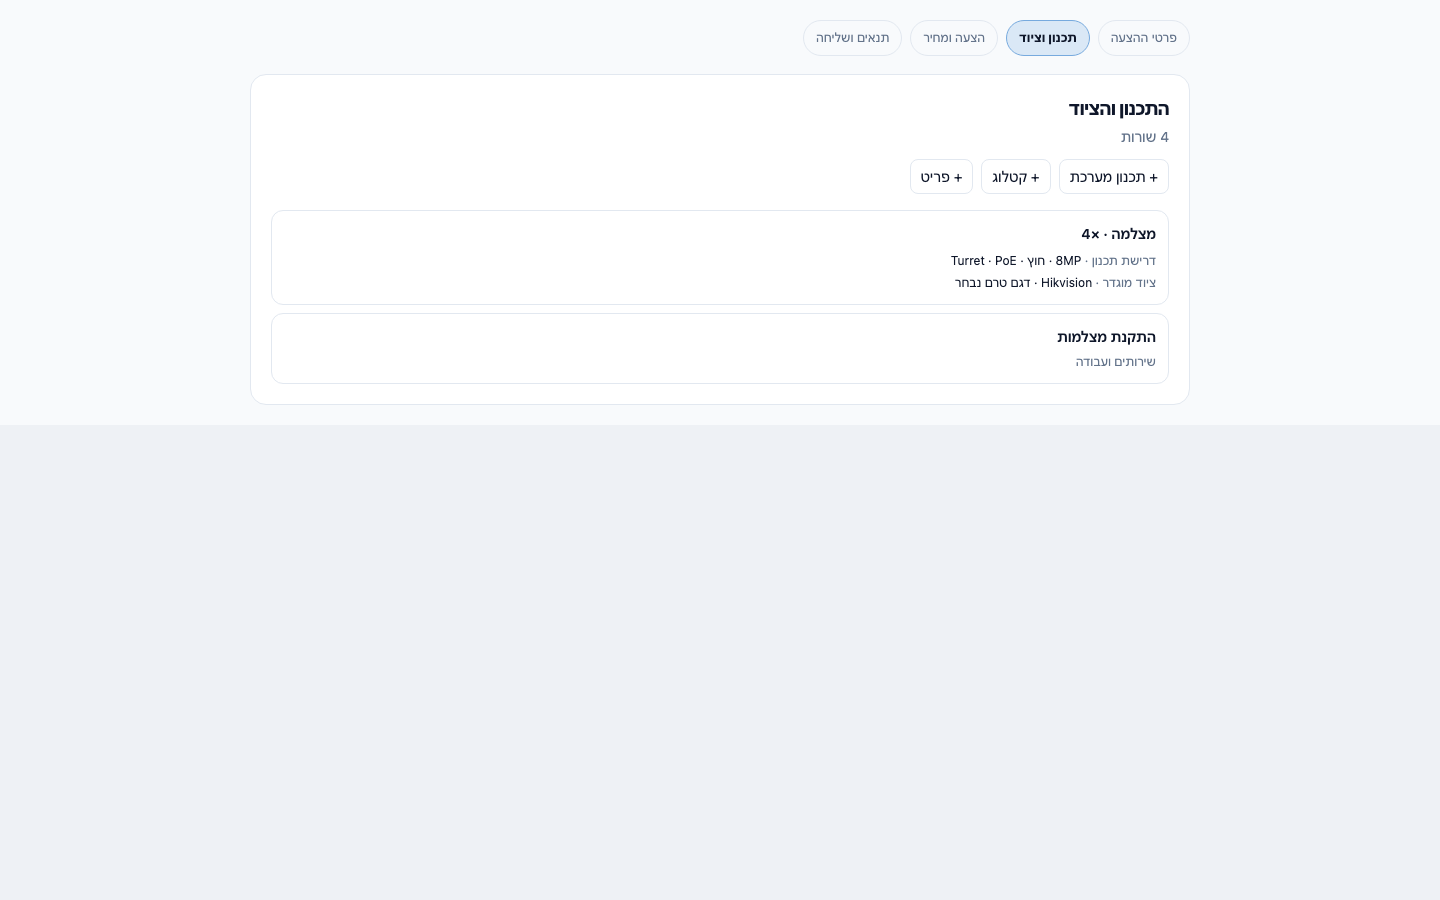 פרטי ההצעה
תכנון וציוד
הצעה ומחיר
תנאים ושליחה
התכנון והציוד
4 שורות
+ תכנון מערכת
+ קטלוג
+ פריט
מצלמה · ×4
דרישת תכנון · 8MP · חוץ · Turret · PoE
ציוד מוגדר · Hikvision · דגם טרם נבחר
התקנת מצלמות
שירותים ועבודה